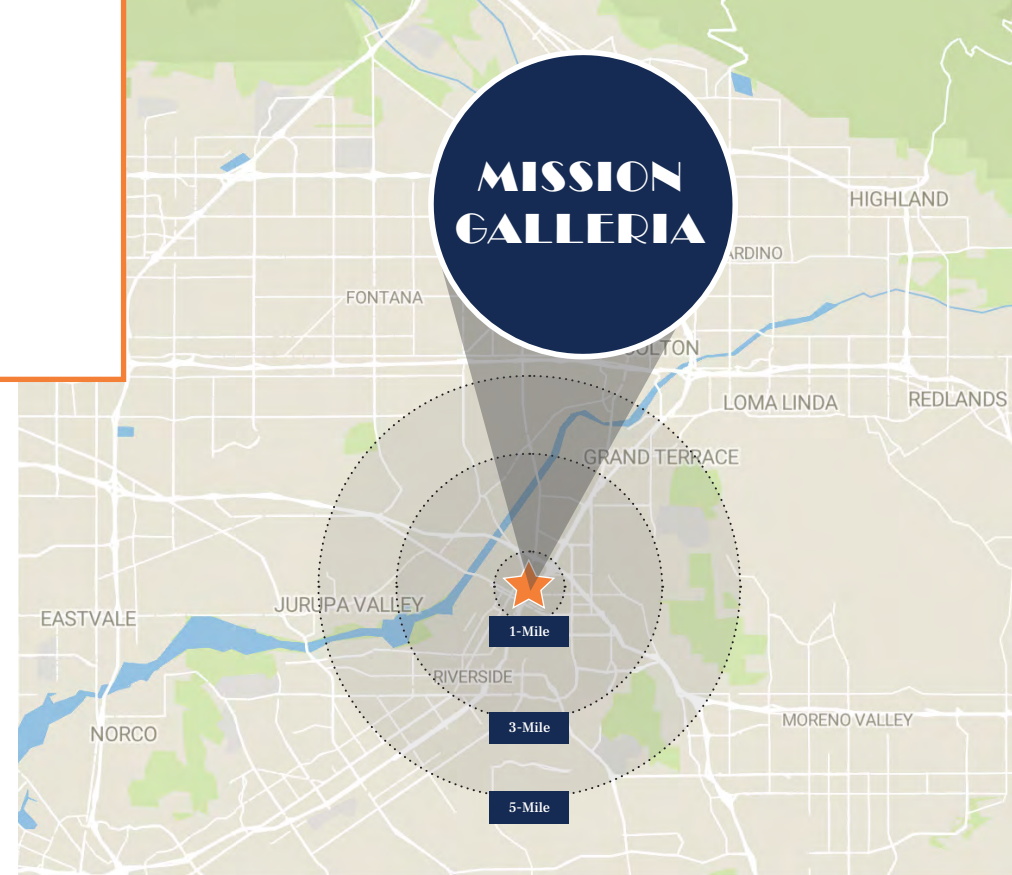 MISSION
GALLERIA
HIGHLAND
ARDINO
FONTANA
COLTON
LOMA LINDA
REDLANDS
GRAND TERRACE
EASTVALE
JURUPA VALLEY
1-Mile
RIVERSIDE
3-Mile
NORCO
MORENO VALLEY
5-Mile